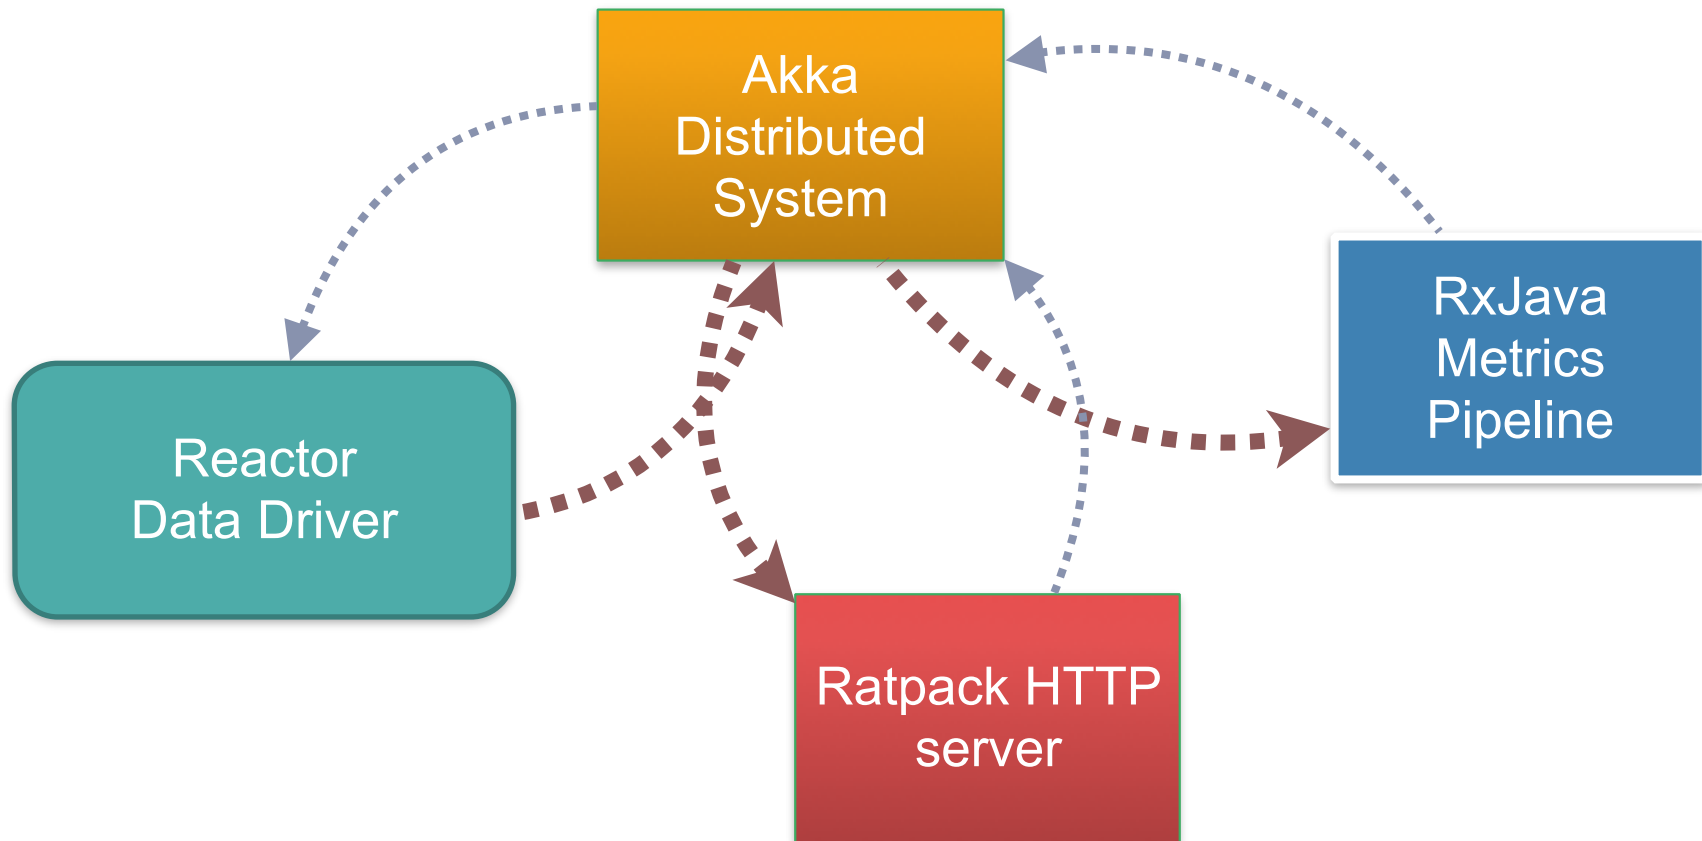 Akka
Distributed
System
RxJava
Metrics
Pipeline
Reactor
Data Driver
Ratpack HTTP
server